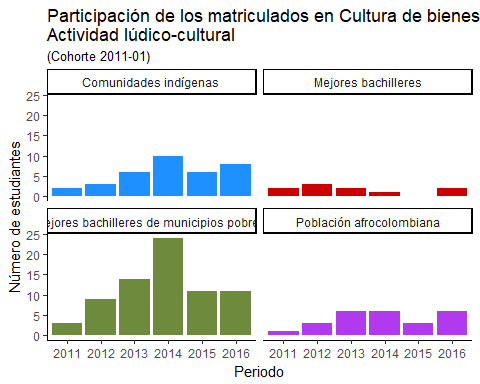 Participación de los matriculados en Cultura de bienes
Actividad lúdico-cultural
(Cohorte 2011-01)
Comunidades indígenas
Mejores bachilleres
25
20
15
10
5
0
ejores bachilleres de municipios pobre
Población afrocolombiana
25
20
15
10
5
0
Número de estudiantes
2011 2012 2013 2014 2015 2016
2011 2012 2013 2014 2015 2016
Periodo